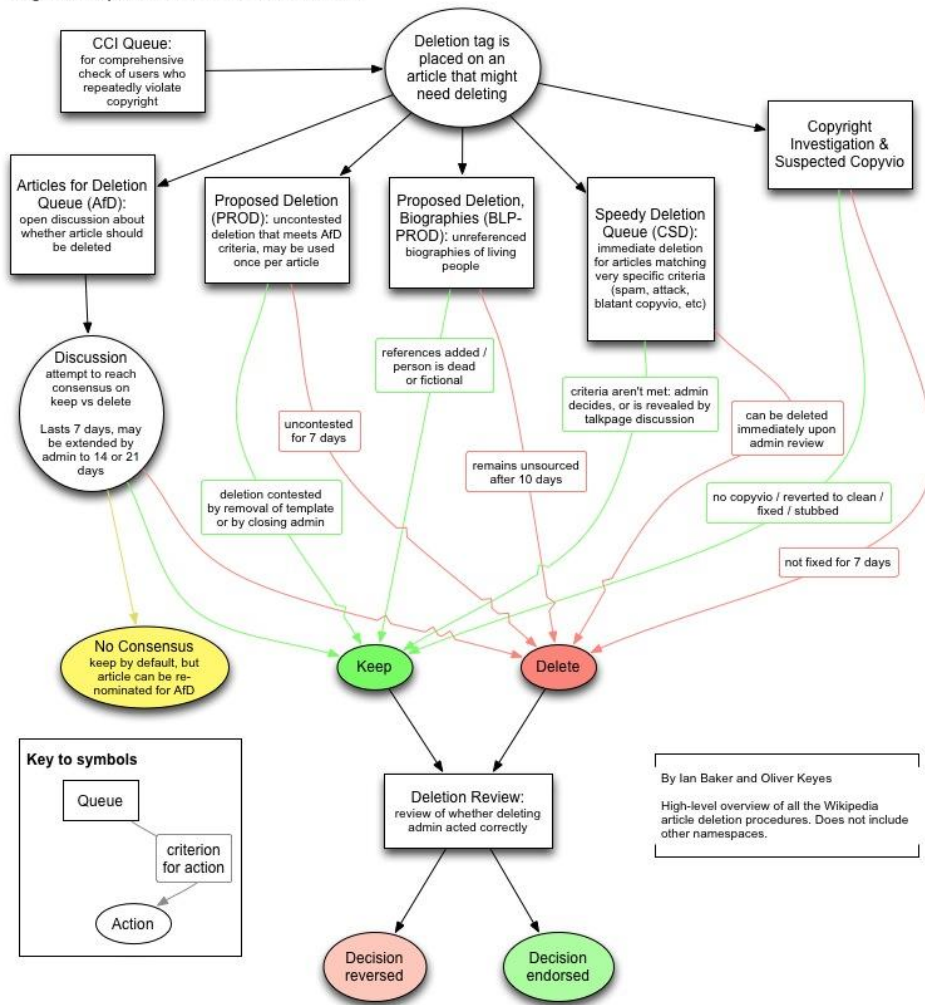 CCI Queue:
for comprehensive
check of users who
repeatedly violate
copyright
Deletion tag is
placed on an
article that might
need deleting
Copyright
Investigation &
Suspected Copyvio
Articles for Deletion
Queue (AfD):
open discussion about
whether article should
be deleted
Proposed Deletion
(PROD): uncontested
deletion that meets AfD
criteria, may be used
once per article
Proposed Deletion,
Biographies (BLP-
PROD): unreferenced
biographies of living
people
Speedy Deletion
Queue (CSD):
immediate deletion
for articles matching
very specific criteria
(spam, attack,
blatant copyvio, etc)
Discussion
attempt to reach
consensus on
keep vs delete
Lasts 7 days, may
be extended by
admin to 14 or 21
days
references added /
person is dead
or fictional
criteria aren't met: admin
decides, or is revealed by
talkpage discussion
uncontested
for 7 days
can be deleted
immediately upon
admin review
remains unsourced
after 10 days
deletion contested
by removal of template
or by closing admin
no copyvio / reverted to clean /
fixed / stubbed
not fixed for 7 days
No Consensus
keep by default, but
article can be re-
nominated for AfD
Keep
Delete
Key to symbols
Queue
criterion
for action
Action
Deletion Review:
review of whether deleting
admin acted correctly
By Ian Baker and Oliver Keyes
High-level overview of all the Wikipedia
article deletion procedures. Does not include
other namespaces.
Decision
reversed
Decision
endorsed